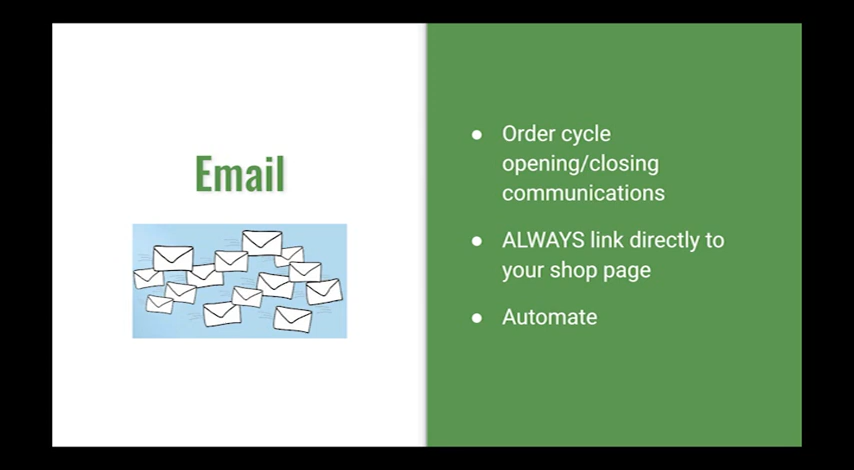 Email
● Order cycle
opening/closing
communications
● ALWAYS link directly to
your shop page
● Automate